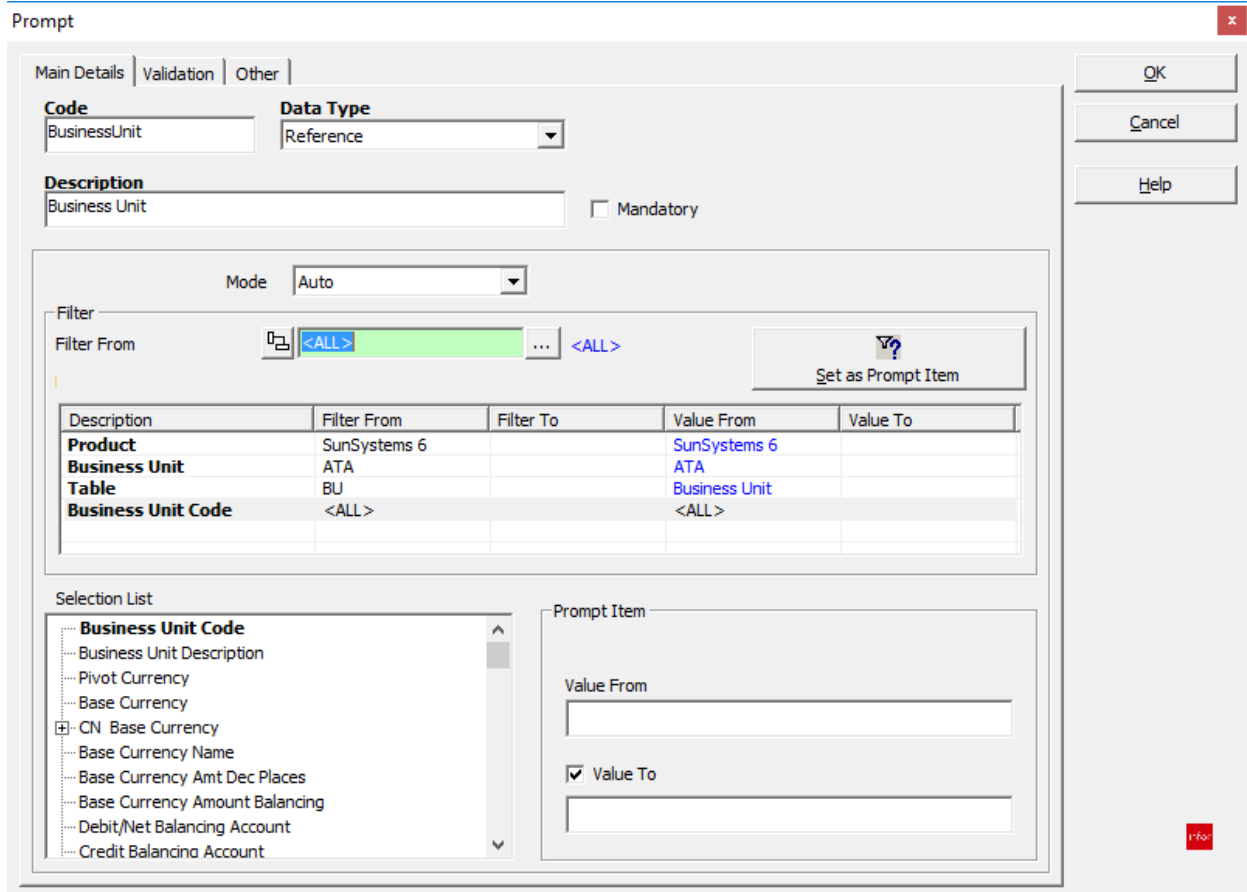 Prompt
x
Main Details Validation Other
OK
Code Data Type
BusinessUnit Reference
Cancel
Description
Business Unit Mandatory
Help
Mode Auto
Filter
Filter From <ALL> ... <ALL>
Set as Prompt Item
Description Filter From Filter To Value From Value To
Product SunSystems 6 SunSystems 6
Business Unit ATA ATA
Table BU Business Unit
Business Unit Code <ALL> <ALL>
Selection List
Business Unit Code
Business Unit Description
Pivot Currency
Base Currency
CN Base Currency
Base Currency Name
Base Currency Amt Dec Places
Base Currency Amount Balancing
Debit/Net Balancing Account
Credit Balancing Account
Prompt Item
Value From
Value To
infor